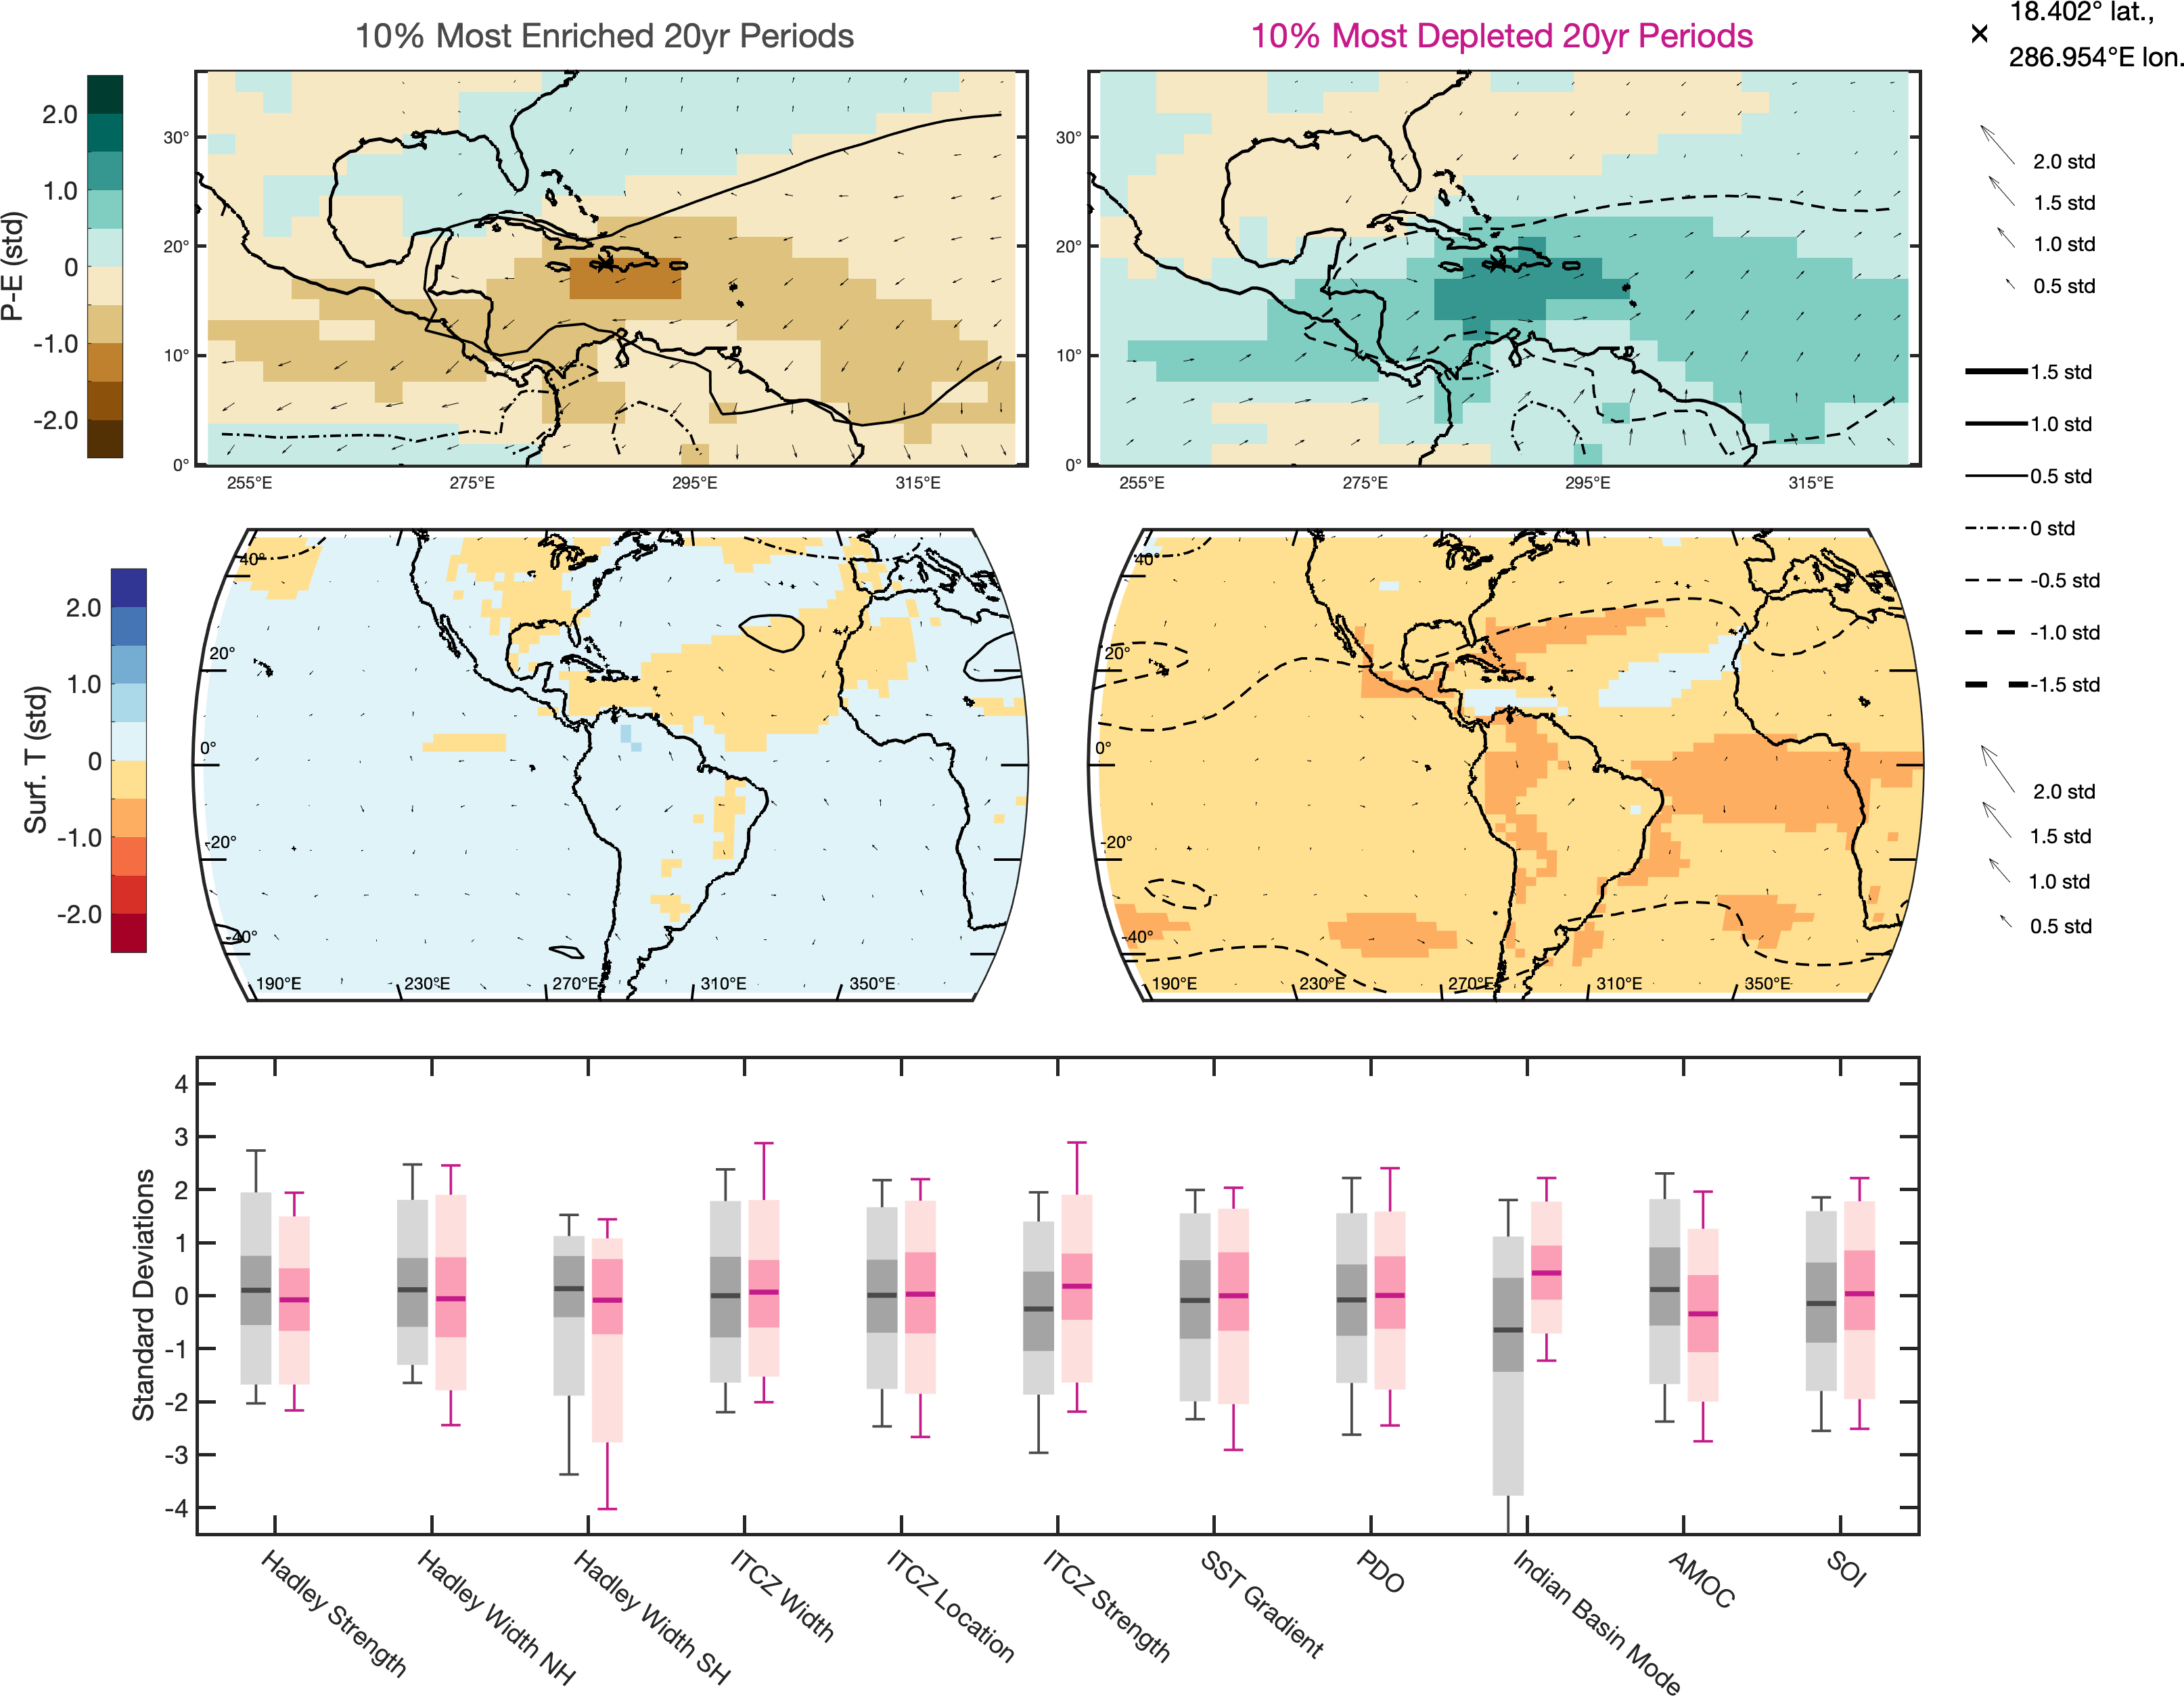 10% Most Enriched 20yr Periods
10% Most Depleted 20yr Periods
18.402° lat.,
286.954°E lon.
P-E (std)
2.0
1.0
0
-1.0
-2.0
30°
20°
10°
0°
255°E
275°E
295°E
315°E
30°
20°
10°
0°
255°E
275°E
295°E
315°E
2.0 std
1.5 std
1.0 std
0.5 std
1.5 std
1.0 std
0.5 std
0 std
-0.5 std
-1.0 std
-1.5 std
Surf. T (std)
2.0
1.0
0
-1.0
-2.0
40°
20°
0°
-20°
-40°
190°E
230°E
270°E
310°E
350°E
40°
20°
0°
-20°
-40°
190°E
230°E
270°E
310°E
350°E
2.0 std
1.5 std
1.0 std
0.5 std
Standard Deviations
4
3
2
1
0
-1
-2
-3
-4
Hadley Strength
Hadley Width NH
Hadley Width SH
ITCZ Width
ITCZ Location
ITCZ Strength
SST Gradient
PDO
Indian Basin Mode
AMOC
SOI